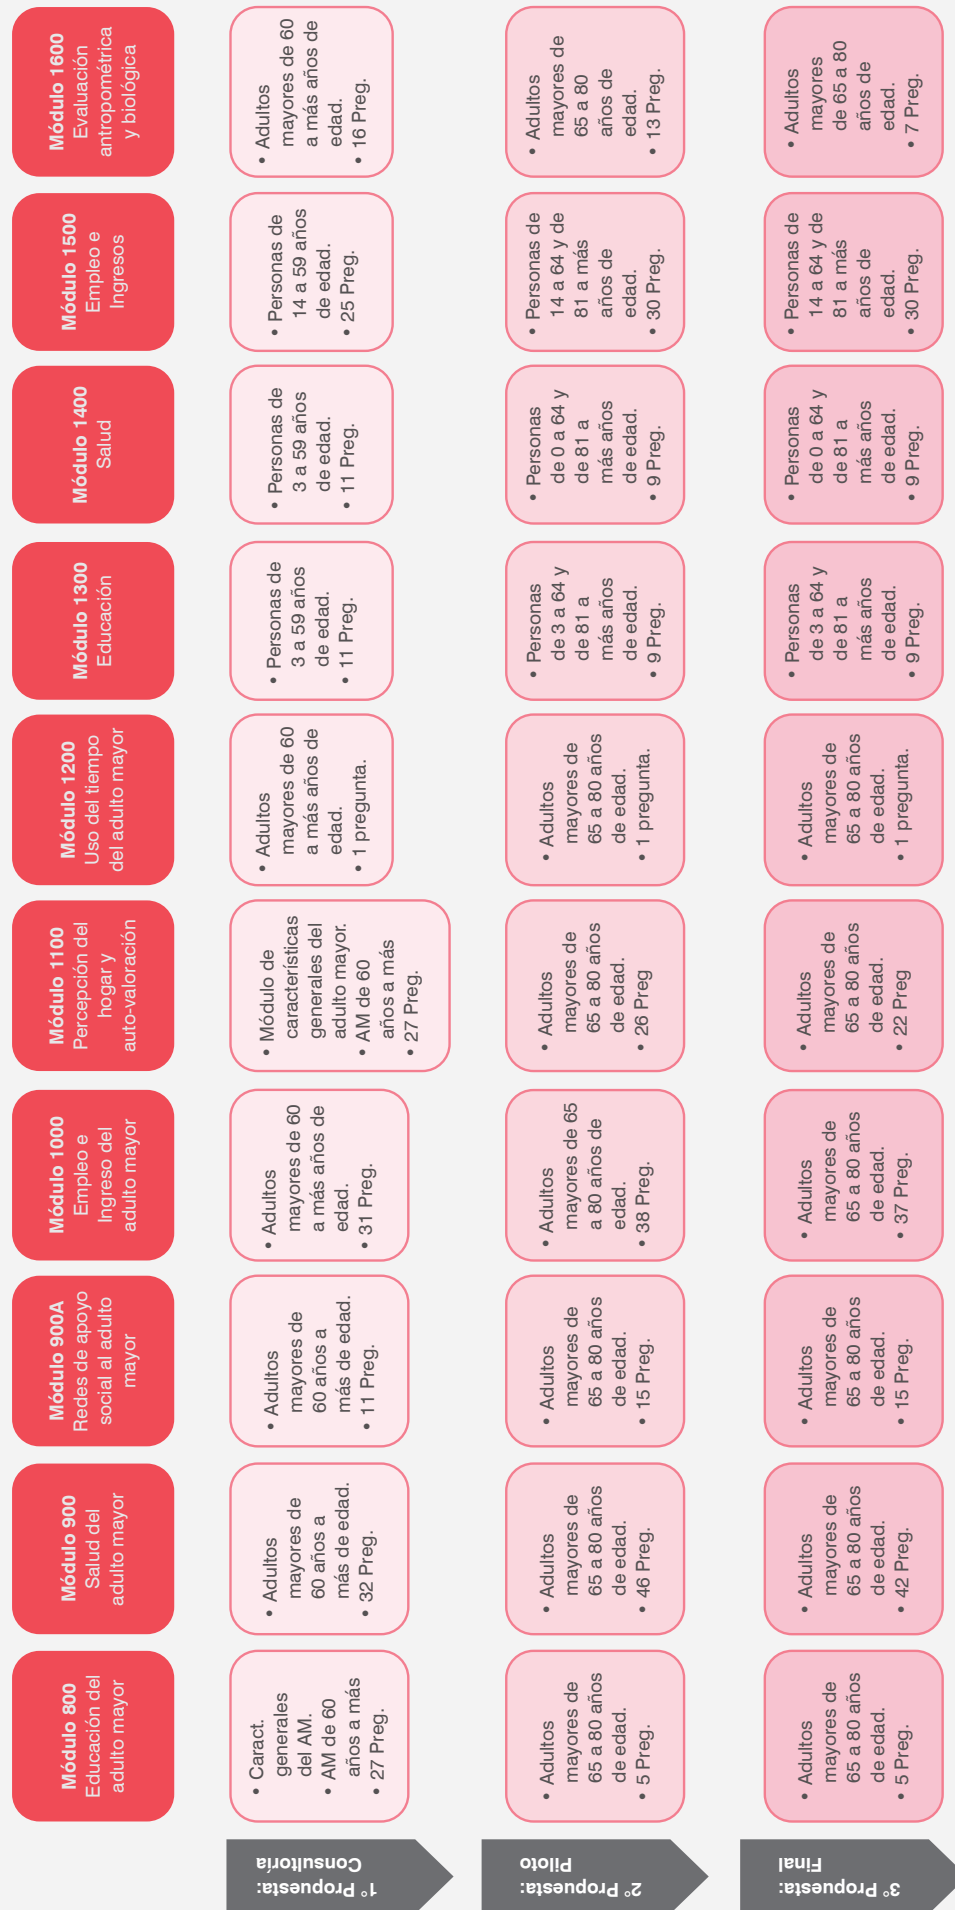 Módulo 800
Educación del
adulto mayor
Módulo 900
Salud del
adulto mayor
Módulo 900A
Redes de apoyo
social al adulto
mayor
Módulo 1000
Empleo e
Ingreso del
adulto mayor
Módulo 1100
Percepción del
hogar y
auto-valoración
Módulo 1200
Uso del tiempo
del adulto mayor
Módulo 1300
Educación
Módulo 1400
Salud
Módulo 1500
Empleo e
Ingresos
Módulo 1600
Evaluación
antropométrica
y biológica
1° Propuesta:
Consultoría
• Caract.
generales
del AM.
• AM de 60
años a más
• 27 Preg.
• Adultos
mayores de
60 años a
más de edad.
• 32 Preg.
• Adultos
mayores de
60 años a
más de edad.
• 11 Preg.
• Adultos
mayores de 60
a más años de
edad.
• 31 Preg.
• Módulo de
características
generales del
adulto mayor.
• AM de 60
años a más
• 27 Preg.
• Adultos
mayores de 60
a más años de
edad.
• 1 pregunta.
• Personas de
3 a 59 años
de edad.
• 11 Preg.
• Personas de
3 a 59 años
de edad.
• 11 Preg.
• Personas de
14 a 59 años
de edad.
• 25 Preg.
• Adultos
mayores de 60
a más años de
edad.
• 16 Preg.
2° Propuesta:
Piloto
• Adultos
mayores de
65 a 80 años
de edad.
• 5 Preg.
• Adultos
mayores de
65 a 80 años
de edad.
• 46 Preg.
• Adultos
mayores de
65 a 80 años
de edad.
• 15 Preg.
• Adultos
mayores de 65
a 80 años de
edad.
• 38 Preg.
• Adultos
mayores de
65 a 80 años
de edad.
• 26 Preg
• Adultos
mayores de
65 a 80 años
de edad.
• 1 pregunta.
• Personas
de 3 a 64 y
de 81 a
más años
de edad.
• 9 Preg.
• Personas
de 0 a 64 y
de 81 a
más años
de edad.
• 9 Preg.
• Personas de
14 a 64 y de
81 a más
años de
edad.
• 30 Preg.
• Adultos
mayores de
65 a 80
años de
edad.
• 13 Preg.
3° Propuesta:
Final
• Adultos
mayores de
65 a 80 años
de edad.
• 5 Preg.
• Adultos
mayores de
65 a 80 años
de edad.
• 42 Preg.
• Adultos
mayores de
65 a 80 años
de edad.
• 15 Preg.
• Adultos
mayores de
65 a 80 años
de edad.
• 37 Preg.
• Adultos
mayores de
65 a 80 años
de edad.
• 22 Preg
• Adultos
mayores de
65 a 80 años
de edad.
• 1 pregunta.
• Personas
de 3 a 64 y
de 81 a
más años
de edad.
• 9 Preg.
• Personas
de 0 a 64 y
de 81 a
más años
de edad.
• 9 Preg.
• Personas de
14 a 64 y de
81 a más
años de
edad.
• 30 Preg.
• Adultos
mayores
de 65 a 80
años de
edad.
• 7 Preg.